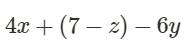 4x + (7 − z) − 6y